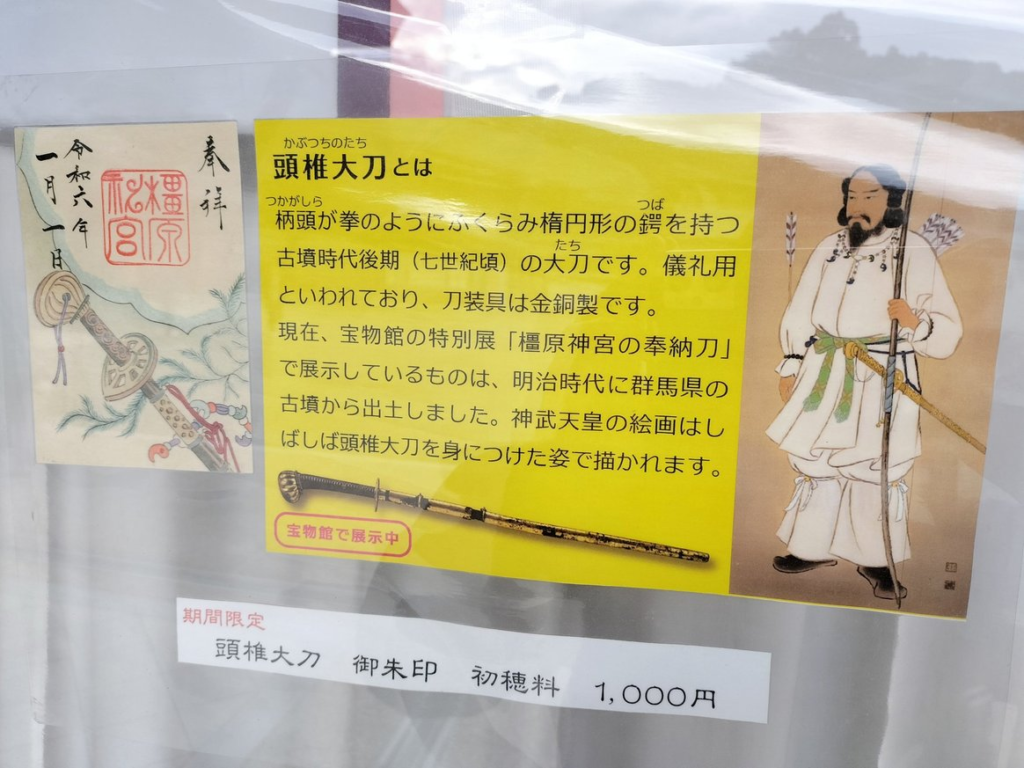 奉拝
橿原
神宮
令和六年
一月一日
かぶつちのたち
頭椎大刀とは
つかがしら　つば
柄頭が拳のようにふくらみ楕円形の鍔を持つ
たち
古墳時代後期（七世紀頃）の大刀です。儀礼用
といわれており、刀装具は金銅製です。
現在、宝物館の特別展「橿原神宮の奉納刀」
で展示しているものは、明治時代に群馬県の
古墳から出土しました。神武天皇の絵画はし
ばしば頭椎大刀を身につけた姿で描かれます。
宝物館で展示中
期間限定
頭椎大刀　御朱印　初穂料　1,000円